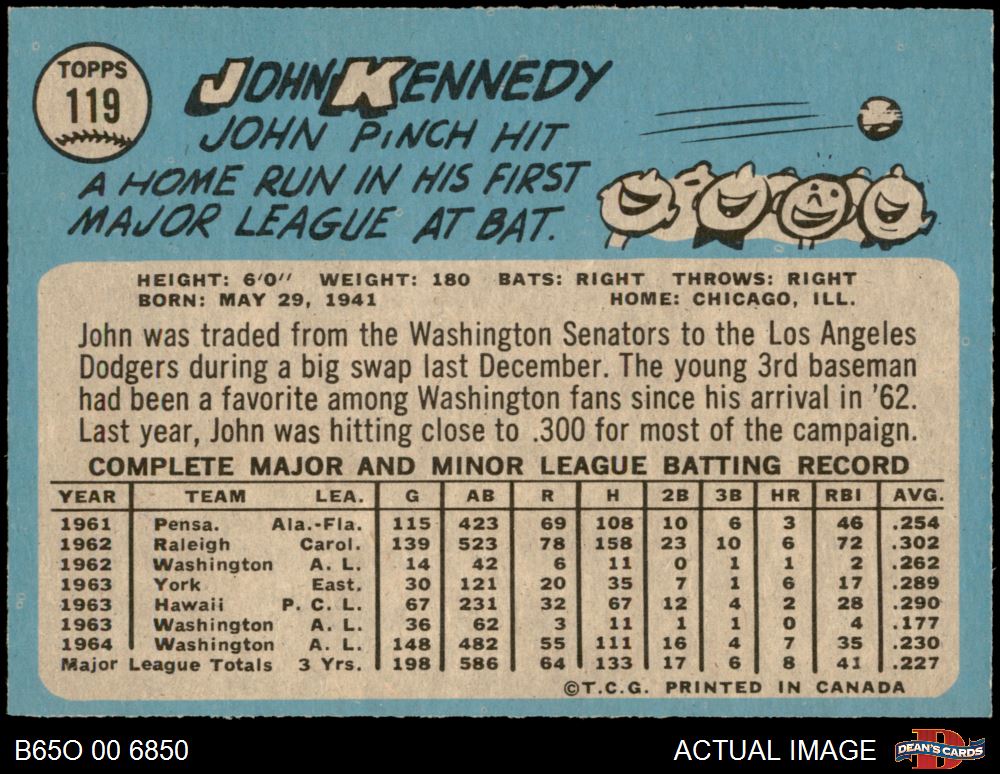 TOPPS
119
JOHN KENNEDY
JOHN PINCH HIT
A HOME RUN IN HIS FIRST
MAJOR LEAGUE AT BAT.
HEIGHT: 6'0" WEIGHT: 180 BATS: RIGHT THROWS: RIGHT
BORN: MAY 29, 1941 HOME: CHICAGO, ILL.
John was traded from the Washington Senators to the Los Angeles
Dodgers during a big swap last December. The young 3rd baseman
had been a favorite among Washington fans since his arrival in '62.
Last year, John was hitting close to .300 for most of the campaign.
COMPLETE MAJOR AND MINOR LEAGUE BATTING RECORD
YEAR TEAM LEA. G AB R H 2B 3B HR RBI AVG.
1961 Pensa. Ala.-Fla. 115 423 69 108 10 6 3 46 .254
1962 Raleigh Carol. 139 523 78 158 23 10 6 72 .302
1962 Washington A. L. 14 42 6 11 0 1 1 2 .262
1963 York East. 30 121 20 35 7 1 6 17 .289
1963 Hawaii P. C. L. 67 231 32 67 12 4 2 28 .290
1963 Washington A. L. 36 62 3 11 1 1 0 4 .177
1964 Washington A. L. 148 482 55 111 16 4 7 35 .230
Major League Totals 3 Yrs. 198 586 64 133 17 6 8 41 .227
©T.C.G. PRINTED IN CANADA
B65O 00 6850
ACTUAL IMAGE
D
DEAN'S CARDS